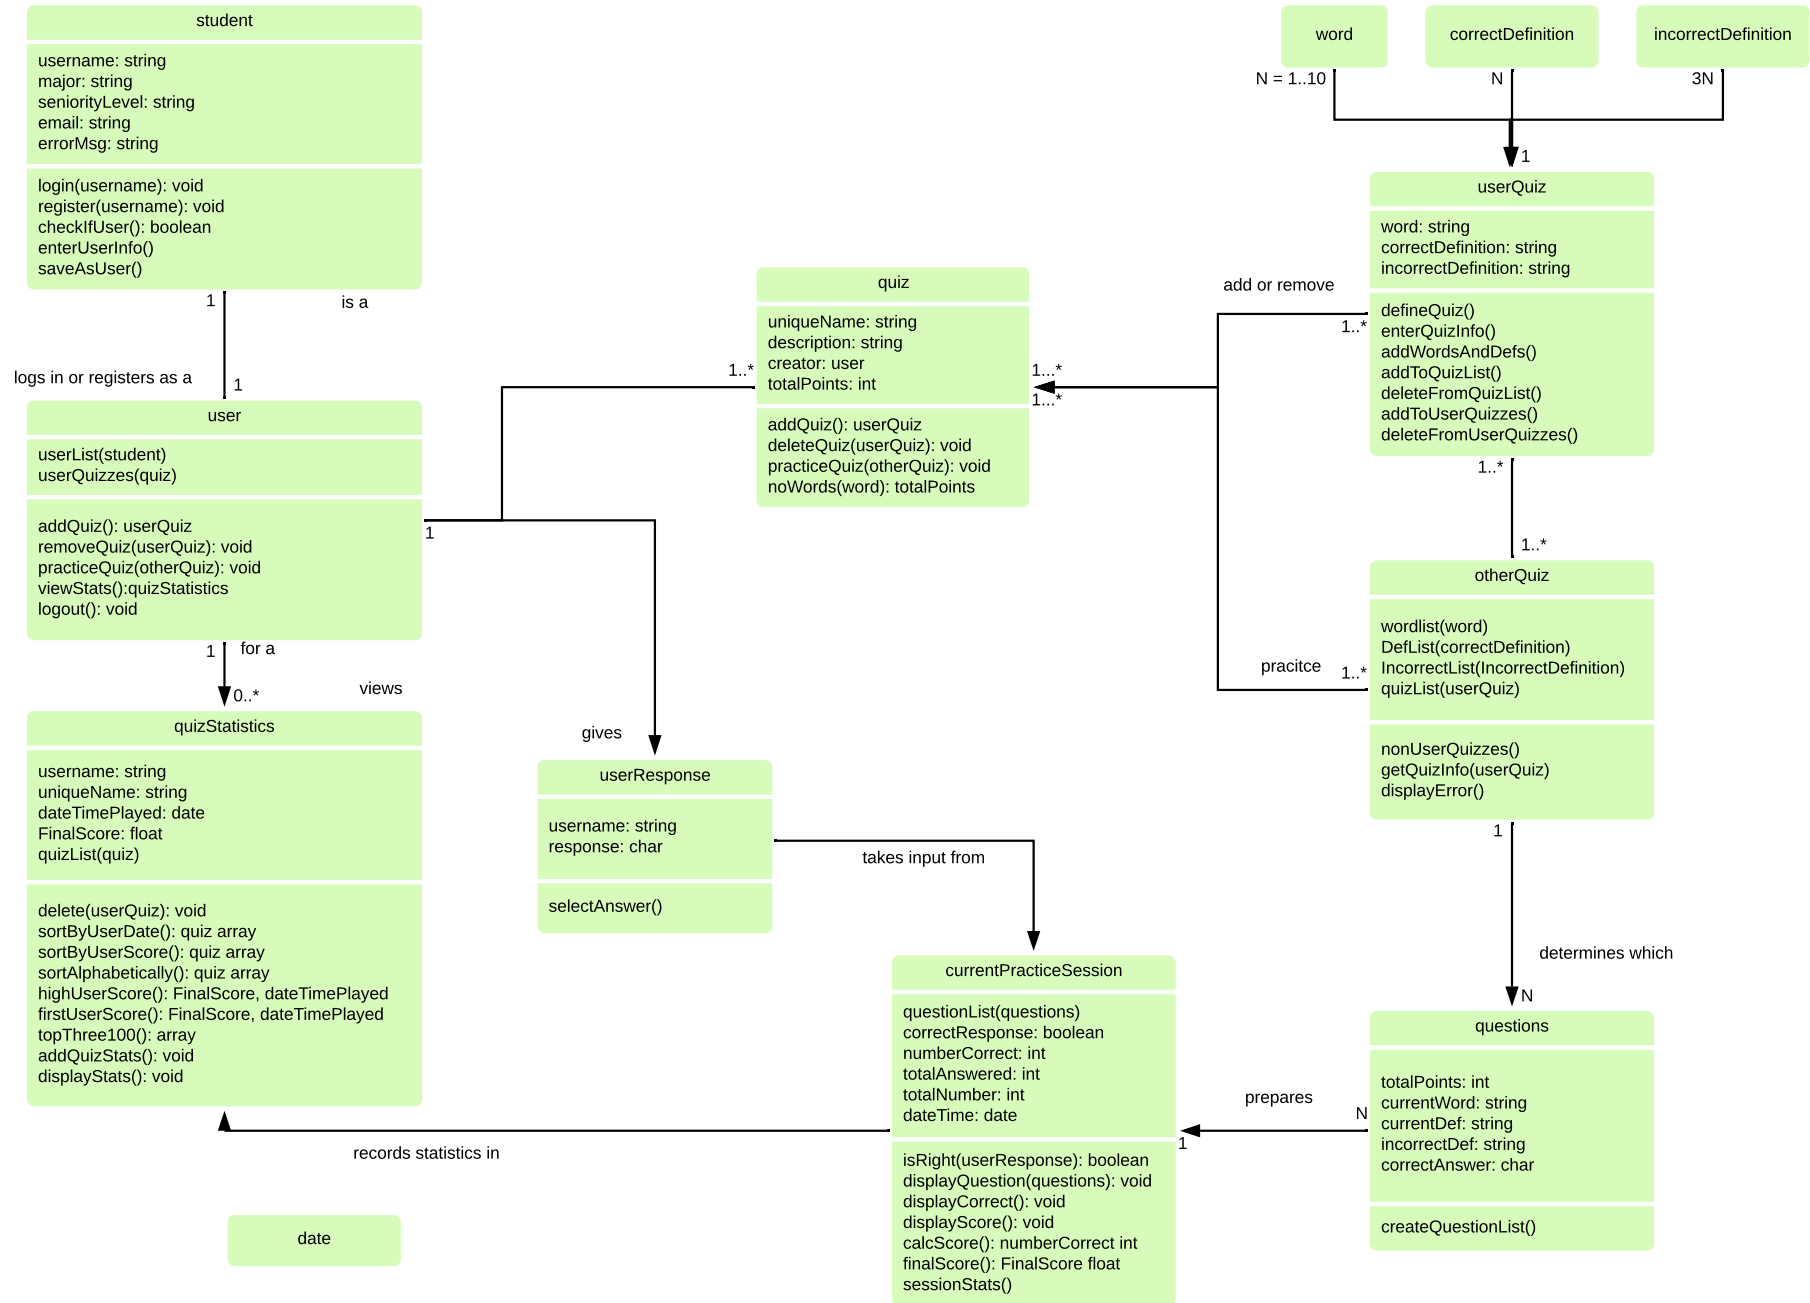 student
username: string
major: string
seniorityLevel: string
email: string
errorMsg: string
login(username): void
register(username): void
checkIfUser(): boolean
enterUserInfo()
saveAsUser()
1
is a
logs in or registers as a
1
user
userList(student)
userQuizzes(quiz)
addQuiz(): userQuiz
removeQuiz(userQuiz): void
practiceQuiz(otherQuiz): void
viewStats():quizStatistics
logout(): void
1
1
for a
0..*
views
quizStatistics
username: string
uniqueName: string
dateTimePlayed: date
FinalScore: float
quizList(quiz)
delete(userQuiz): void
sortByUserDate(): quiz array
sortByUserScore(): quiz array
sortAlphabetically(): quiz array
highUserScore(): FinalScore, dateTimePlayed
firstUserScore(): FinalScore, dateTimePlayed
topThree100(): array
addQuizStats(): void
displayStats(): void
records statistics in
date
quiz
uniqueName: string
description: string
creator: user
totalPoints: int
addQuiz(): userQuiz
deleteQuiz(userQuiz): void
practiceQuiz(otherQuiz): void
noWords(word): totalPoints
1..*
1...*
1...*
gives
userResponse
username: string
response: char
selectAnswer()
takes input from
currentPracticeSession
questionList(questions)
correctResponse: boolean
numberCorrect: int
totalAnswered: int
totalNumber: int
dateTime: date
isRight(userResponse): boolean
displayQuestion(questions): void
displayCorrect(): void
displayScore(): void
calcScore(): numberCorrect int
finalScore(): FinalScore float
sessionStats()
word
correctDefinition
incorrectDefinition
N = 1..10
N
3N
1
userQuiz
word: string
correctDefinition: string
incorrectDefinition: string
defineQuiz()
enterQuizInfo()
addWordsAndDefs()
addToQuizList()
deleteFromQuizList()
addToUserQuizzes()
deleteFromUserQuizzes()
add or remove
1..*
1..*
1..*
otherQuiz
wordlist(word)
DefList(correctDefinition)
IncorrectList(IncorrectDefinition)
quizList(userQuiz)
nonUserQuizzes()
getQuizInfo(userQuiz)
displayError()
pracitce
1..*
1
determines which
N
questions
totalPoints: int
currentWord: string
currentDef: string
incorrectDef: string
correctAnswer: char
createQuestionList()
prepares
N
1